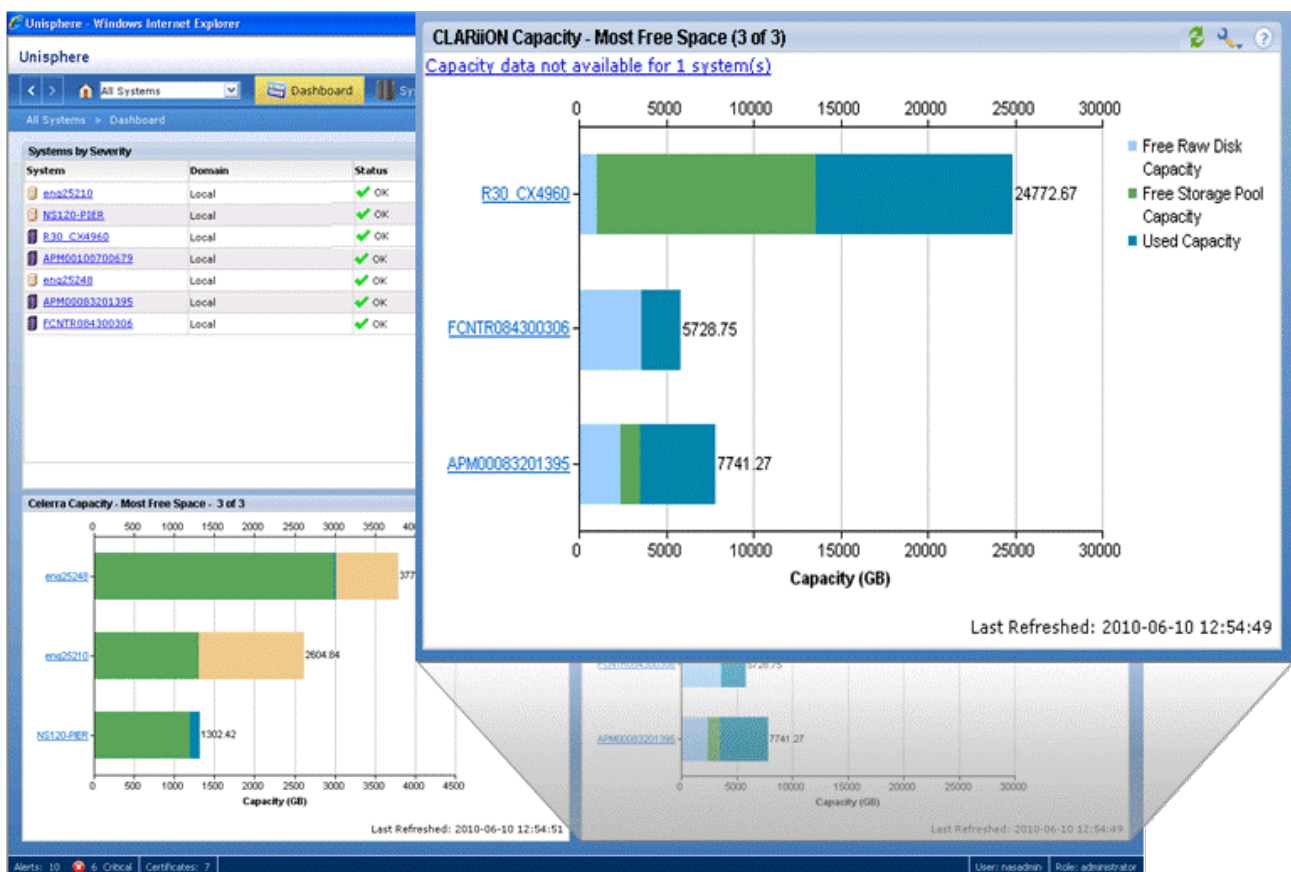 Unisphere - Windows Internet Explorer
Unisphere
All Systems
Dashboard
Sy
All Systems > Dashboard
Systems by Severity
System Domain Status
eng25210 Local OK
NS120-PIER Local OK
R30_CX4960 Local OK
APM00100700679 Local OK
eng25248 Local OK
APM00083201395 Local OK
FCNTR084300306 Local OK
CLARiiON Capacity - Most Free Space (3 of 3)
Capacity data not available for 1 system(s)
0 5000 10000 15000 20000 25000 30000
R30_CX4960
24772.67
FCNTR084300306
5728.75
APM00083201395
7741.27
0 5000 10000 15000 20000 25000 30000
Capacity (GB)
Free Raw Disk
Capacity
Free Storage Pool
Capacity
Used Capacity
Last Refreshed: 2010-06-10 12:54:49
Celerra Capacity - Most Free Space - 3 of 3
0 500 1000 1500 2000 2500 3000 3500 400
eng25248
377
eng25210
2604.84
NS120-PIER
1302.42
0 500 1000 1500 2000 2500 3000 3500 4000 4500
Capacity (GB)
Last Refreshed: 2010-06-10 12:54:51
FCNTR084300306
5728.75
APM00083201395
7741.27
0 5000 10000 15000 20000 25000 30000
Capacity (GB)
Last Refreshed: 2010-06-10 12:54:49
Alerts: 10 6 Critical Certificates: 7
User: nasadmin Role: administrator